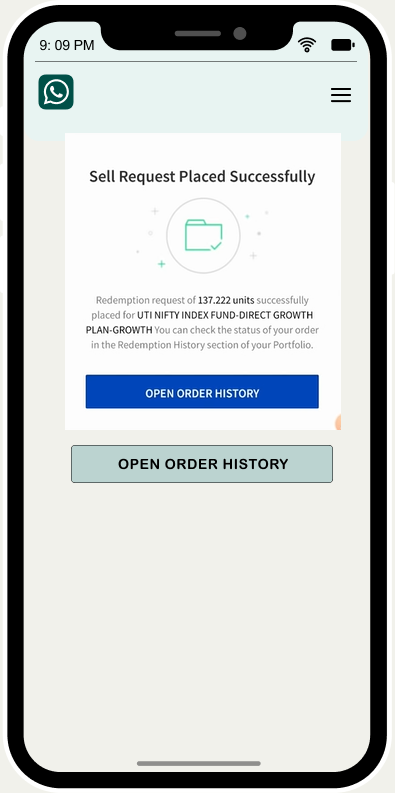 9: 09 PM
Sell Request Placed Successfully
Redemption request of 137.222 units successfully
placed for UTI NIFTY INDEX FUND-DIRECT GROWTH
PLAN-GROWTH You can check the status of your order
in the Redemption History section of your Portfolio.
OPEN ORDER HISTORY
OPEN ORDER HISTORY